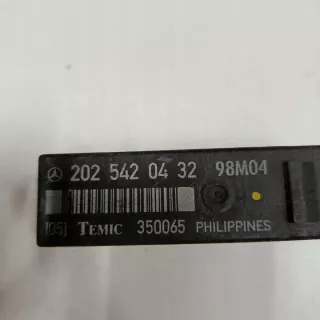 202 542 04 32 98M04
[05] TEMIC 350065 PHILIPPINES